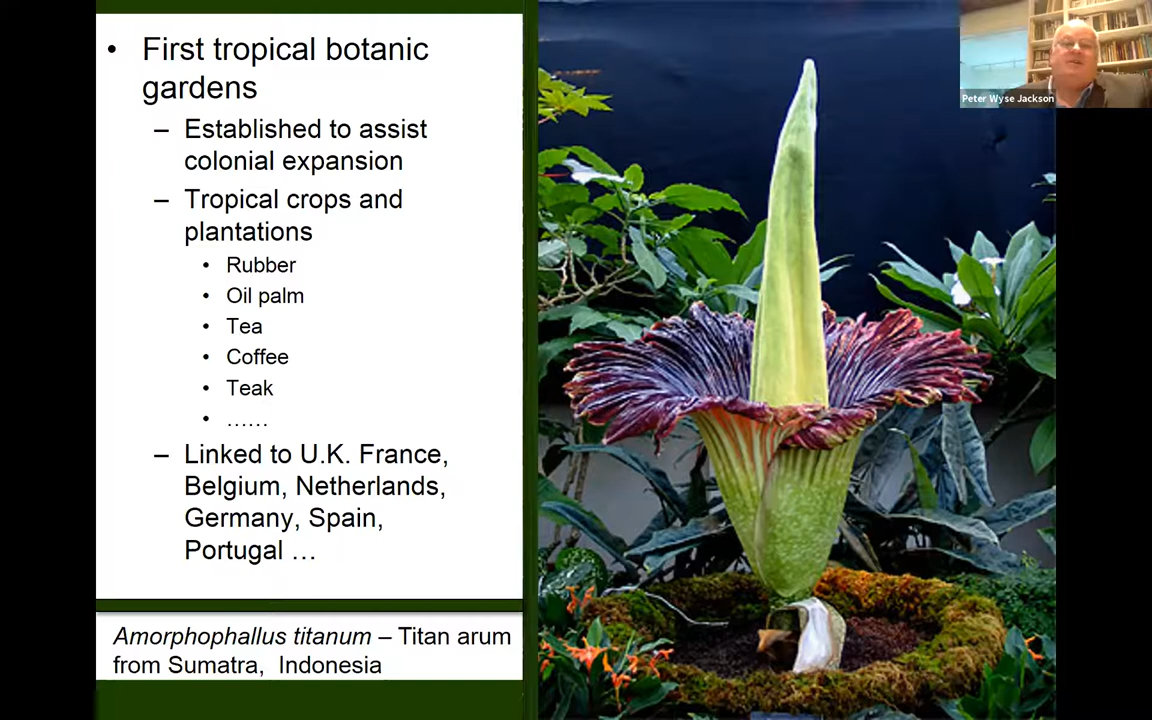 • First tropical botanic
gardens
– Established to assist
colonial expansion
– Tropical crops and
plantations
• Rubber
• Oil palm
• Tea
• Coffee
• Teak
• ……
– Linked to U.K. France,
Belgium, Netherlands,
Germany, Spain,
Portugal …
Amorphophallus titanum – Titan arum
from Sumatra, Indonesia
Peter Wyse Jackson